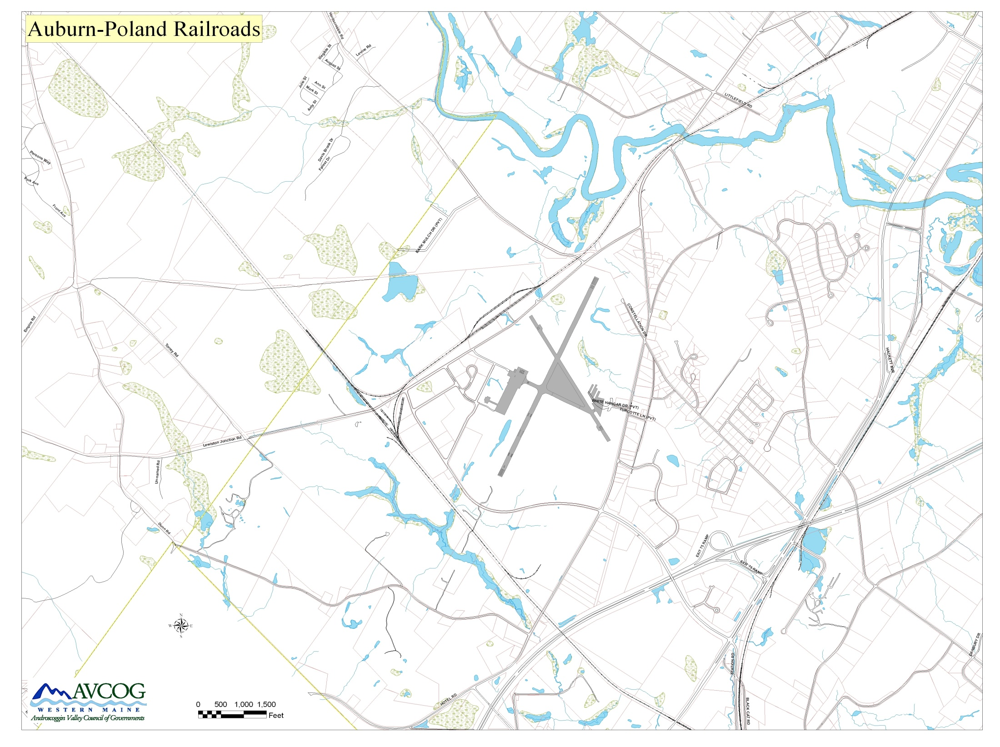 Auburn-Poland Railroads
Hardscrabble Rd
Levine Rd
Illegible St
August St
Julie St
Ann St
Mark St
Amy St
LITTLEFIELD RD
Davis Brook Dr
Forest Dr
Parsons Way
Park Ave
Front Ave
BARK MULCH DR (PVT)
Empire Rd
Torrey Rd
CONSTELLATION DR
HACKETT XVR
WHITE HANGAR DR (PVT)
TURCOTTE LN (PVT)
Lewiston Junction Rd
Un-named Rd
Dunn Rd
EXIT 75 RAMP
EXIT 75 RAMP
N
W E
S
DANBURY DR
STATION RD
HOTEL RD
BLACK CAT RD
AVCOG
WESTERN MAINE
Androscoggin Valley Council of Governments
0 500 1,000 1,500
Feet